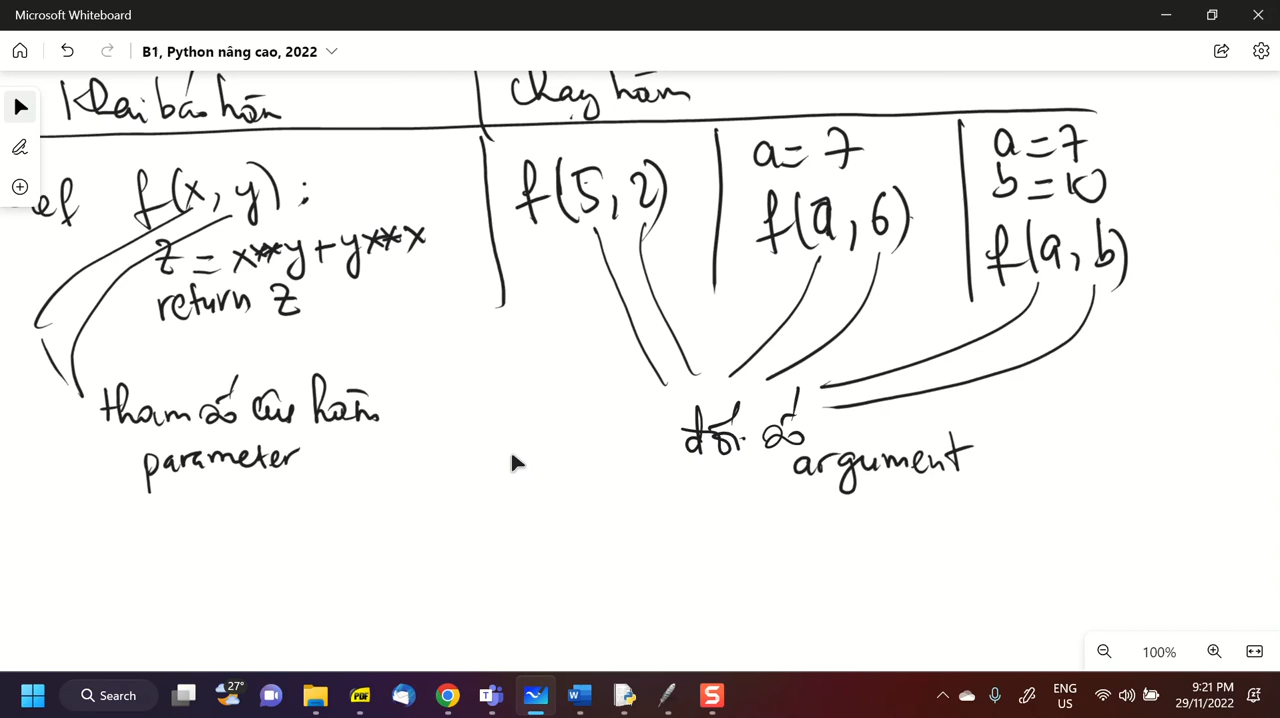 Microsoft Whiteboard
B1, Python nâng cao, 2022
Khai báo hàm
Chạy hàm
def f(x, y):
z = x**y + y**x
return z
f(5, 2)
a = 7
f(a, 6)
a = 7
b = 10
f(a, b)
tham số của hàm
parameter
đối số
argument
100%
Search
27°
PDF
ENG
US
9:21 PM
29/11/2022